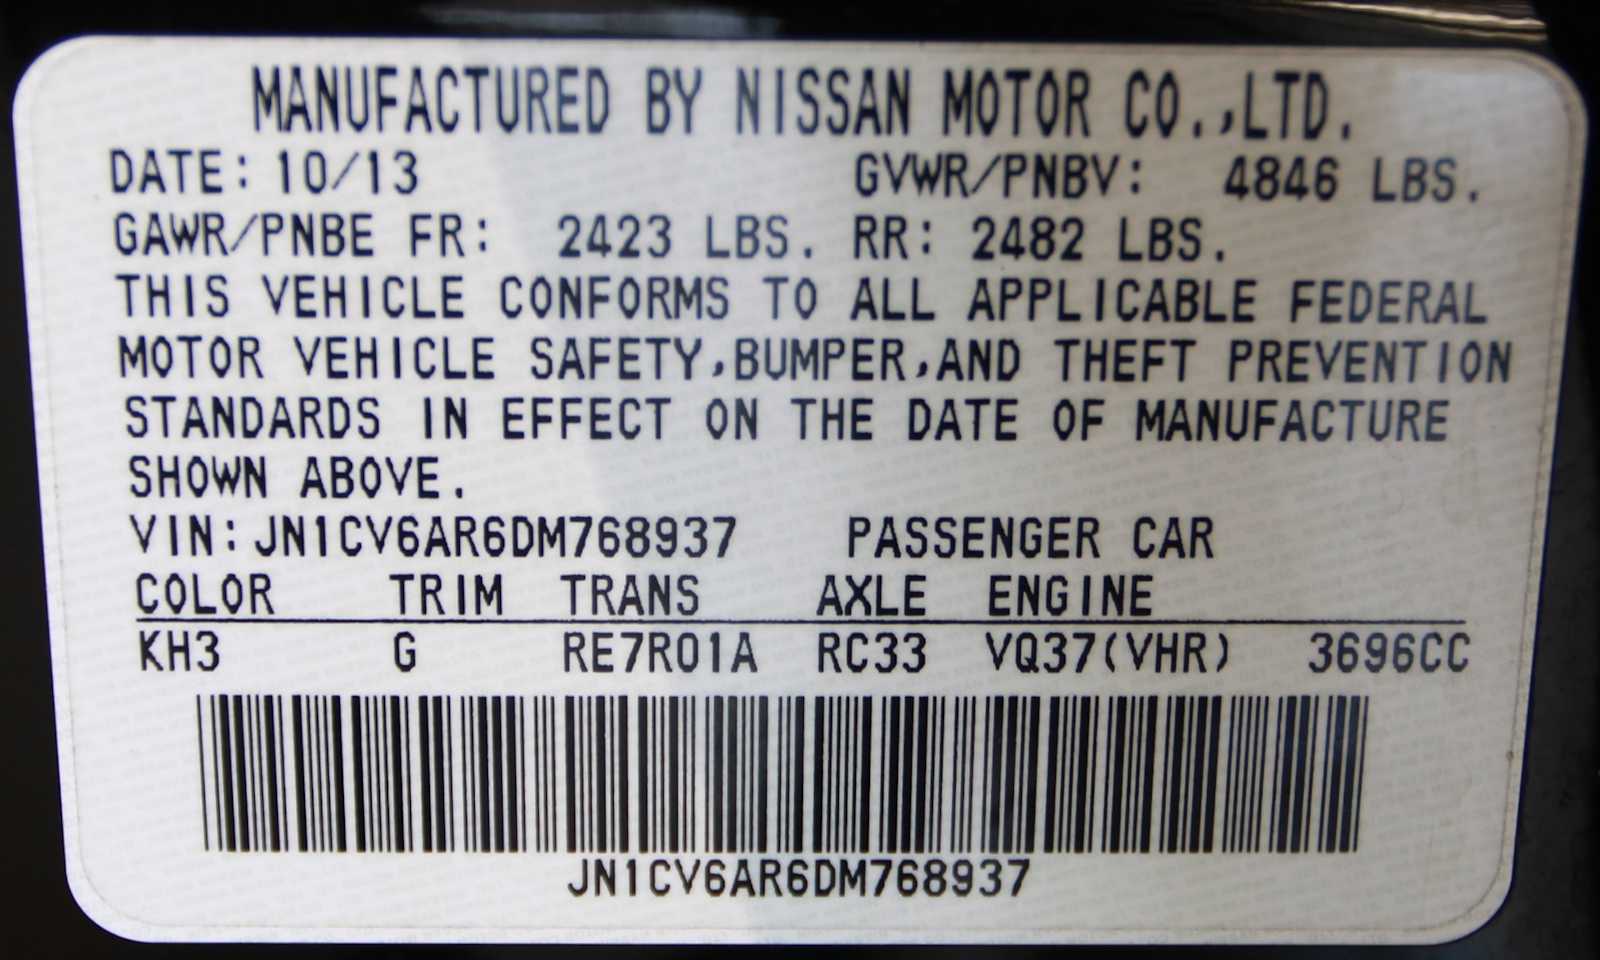 MANUFACTURED BY NISSAN MOTOR CO.,LTD.
DATE: 10/13 GVWR/PNBV: 4846 LBS.
GAWR/PNBE FR: 2423 LBS. RR: 2482 LBS.
THIS VEHICLE CONFORMS TO ALL APPLICABLE FEDERAL
MOTOR VEHICLE SAFETY,BUMPER,AND THEFT PREVENTION
STANDARDS IN EFFECT ON THE DATE OF MANUFACTURE
SHOWN ABOVE.
VIN:JN1CV6AR6DM768937 PASSENGER CAR
COLOR TRIM TRANS AXLE ENGINE
KH3 G RE7R01A RC33 VQ37(VHR) 3696CC
JN1CV6AR6DM768937